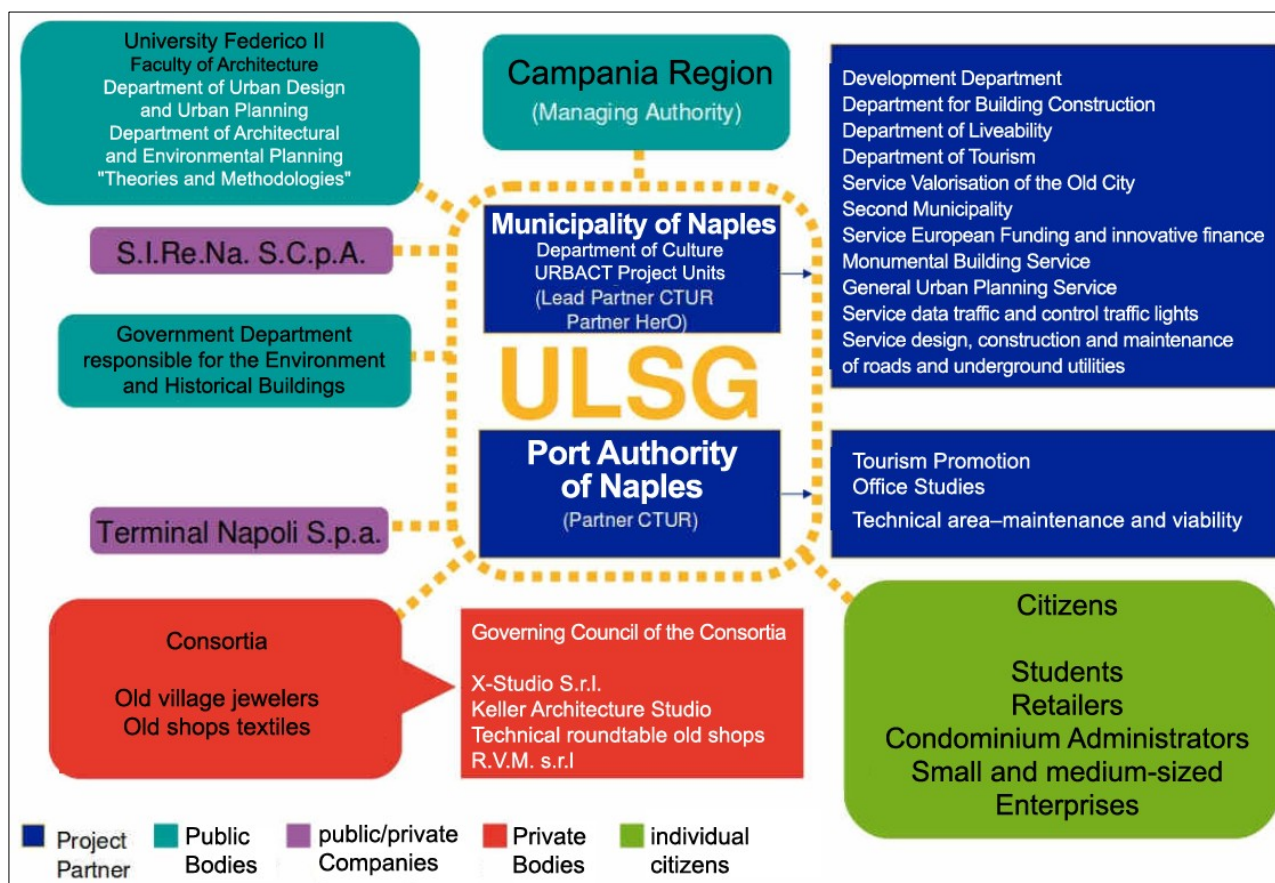 University Federico II
Faculty of Architecture
Department of Urban Design
and Urban Planning
Department of Architectural
and Environmental Planning
"Theories and Methodologies"
Campania Region
(Managing Authority)
Development Department
Department for Building Construction
Department of Liveability
Department of Tourism
Service Valorisation of the Old City
Second Municipality
Service European Funding and innovative finance
Monumental Building Service
General Urban Planning Service
Service data traffic and control traffic lights
Service design, construction and maintenance
of roads and underground utilities
S.I.Re.Na. S.C.p.A.
Municipality of Naples
Department of Culture
URBACT Project Units
(Lead Partner CTUR
Partner HerO)
Government Department
responsible for the Environment
and Historical Buildings
ULSG
Port Authority
of Naples
(Partner CTUR)
Tourism Promotion
Office Studies
Technical area–maintenance and viability
Terminal Napoli S.p.a.
Consortia
Old village jewelers
Old shops textiles
Governing Council of the Consortia
X-Studio S.r.l.
Keller Architecture Studio
Technical roundtable old shops
R.V.M. s.r.l
Citizens
Students
Retailers
Condominium Administrators
Small and medium-sized
Enterprises
Project
Partner
Public
Bodies
public/private
Companies
Private
Bodies
individual
citizens